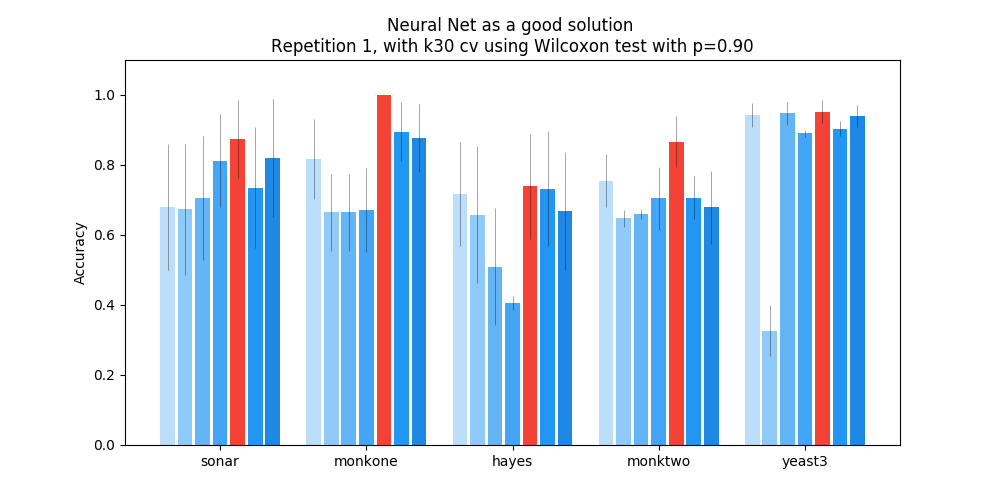 Neural Net as a good solution
Repetition 1, with k30 cv using Wilcoxon test with p=0.90
1.0
0.8
0.6
0.4
0.2
0.0
Accuracy
sonar
monkone
hayes
monktwo
yeast3